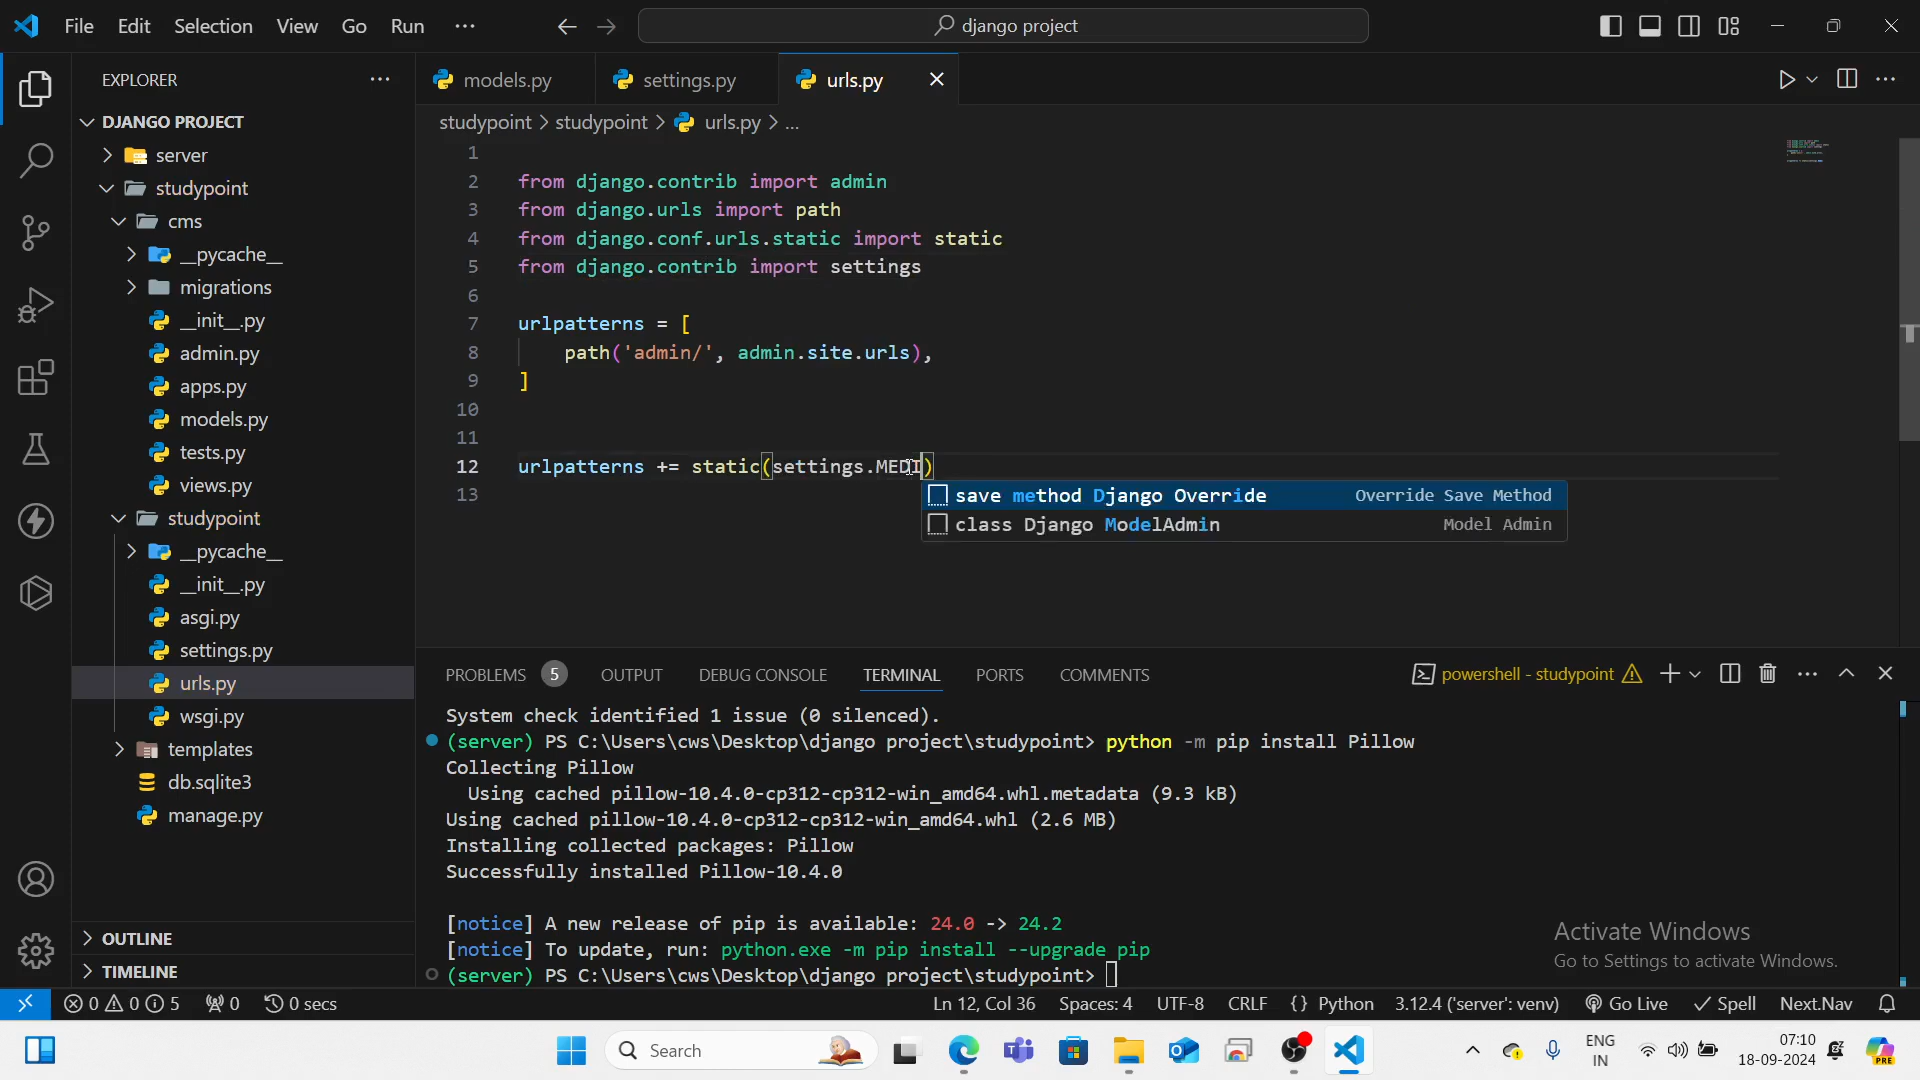 File Edit Selection View Go Run ... django project
EXPLORER ...
models.py settings.py urls.py
DJANGO PROJECT
studypoint > studypoint > urls.py > ...
server
studypoint
cms
__pycache__
migrations
__init__.py
admin.py
apps.py
models.py
tests.py
views.py
studypoint
__pycache__
__init__.py
asgi.py
settings.py
urls.py
wsgi.py
templates
db.sqlite3
manage.py
OUTLINE
TIMELINE
1
2 from django.contrib import admin
3 from django.urls import path
4 from django.conf.urls.static import static
5 from django.contrib import settings
6
7 urlpatterns = [
8 path('admin/', admin.site.urls),
9 ]
10
11
12 urlpatterns += static(settings.MEDI)
13
save method Django Override Override Save Method
class Django ModelAdmin Model Admin
PROBLEMS 5 OUTPUT DEBUG CONSOLE TERMINAL PORTS COMMENTS powershell - studypoint
System check identified 1 issue (0 silenced).
(server) PS C:\Users\cws\Desktop\django project\studypoint> python -m pip install Pillow
Collecting Pillow
Using cached pillow-10.4.0-cp312-cp312-win_amd64.whl.metadata (9.3 kB)
Using cached pillow-10.4.0-cp312-cp312-win_amd64.whl (2.6 MB)
Installing collected packages: Pillow
Successfully installed Pillow-10.4.0
[notice] A new release of pip is available: 24.0 -> 24.2
[notice] To update, run: python.exe -m pip install --upgrade pip
(server) PS C:\Users\cws\Desktop\django project\studypoint>
Activate Windows
Go to Settings to activate Windows.
0 0 5 0 0 secs Ln 12, Col 36 Spaces: 4 UTF-8 CRLF {} Python 3.12.4 ('server': venv) Go Live Spell Next.Nav
Search
ENG
IN
07:10
18-09-2024
PRE